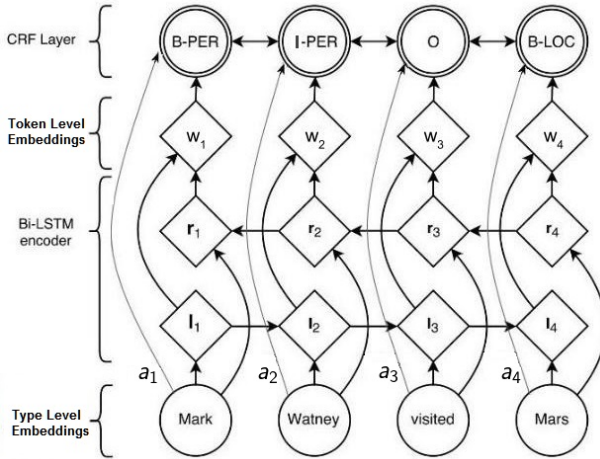 CRF Layer
B-PER I-PER O B-LOC
Token Level
Embeddings
w1 w2 w3 w4
Bi-LSTM
encoder
r1 r2 r3 r4
l1 l2 l3 l4
a1 a2 a3 a4
Type Level
Embeddings
Mark Watney visited Mars